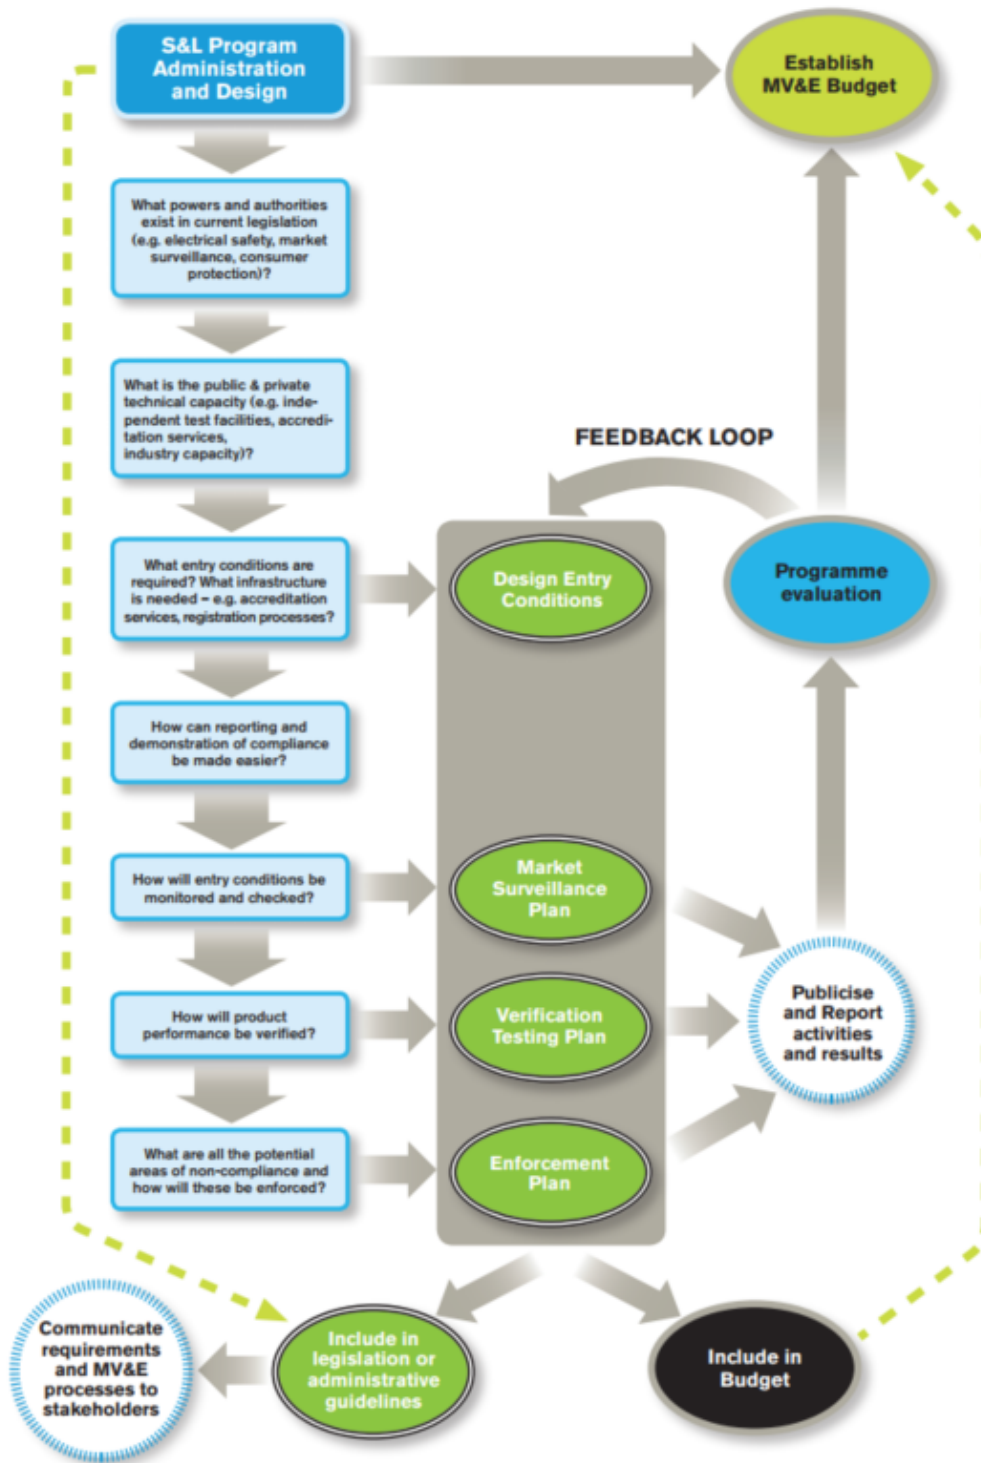 S&L Program
Administration
and Design
Establish
MV&E Budget
What powers and authorities
exist in current legislation
(e.g. electrical safety, market
surveillance, consumer
protection)?
What is the public & private
technical capacity (e.g. inde-
pendent test facilities, accredi-
tation services,
industry capacity)?
FEEDBACK LOOP
What entry conditions are
required? What infrastructure
is needed – e.g. accreditation
services, registration processes?
Design Entry
Conditions
Programme
evaluation
How can reporting and
demonstration of compliance
be made easier?
How will entry conditions be
monitored and checked?
Market
Surveillance
Plan
How will product
performance be verified?
Verification
Testing Plan
Publicise
and Report
activities
and results
What are all the potential
areas of non-compliance and
how will these be enforced?
Enforcement
Plan
Communicate
requirements
and MV&E
processes to
stakeholders
Include in
legislation or
administrative
guidelines
Include in
Budget